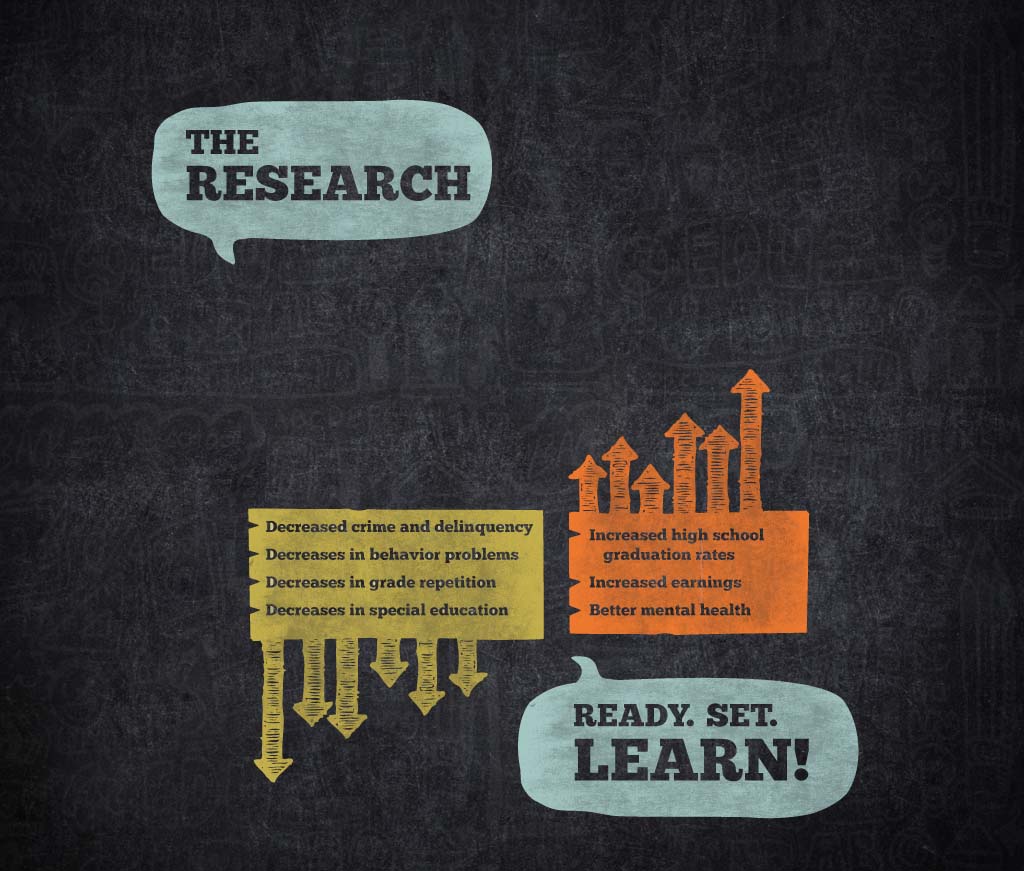 THE
RESEARCH
Decreased crime and delinquency
Decreases in behavior problems
Decreases in grade repetition
Decreases in special education
Increased high school
graduation rates
Increased earnings
Better mental health
READY. SET.
LEARN!